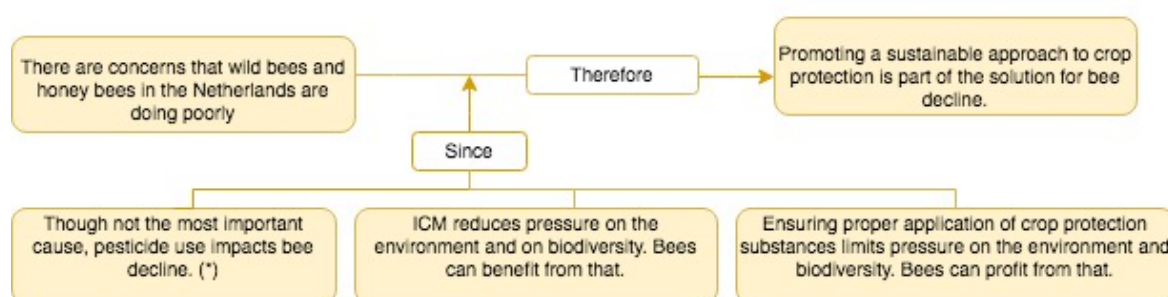 There are concerns that wild bees and
honey bees in the Netherlands are
doing poorly
Therefore
Promoting a sustainable approach to crop
protection is part of the solution for bee
decline.
Since
Though not the most important
cause, pesticide use impacts bee
decline. (*)
ICM reduces pressure on the
environment and on biodiversity. Bees
can benefit from that.
Ensuring proper application of crop protection
substances limits pressure on the environment and
biodiversity. Bees can profit from that.